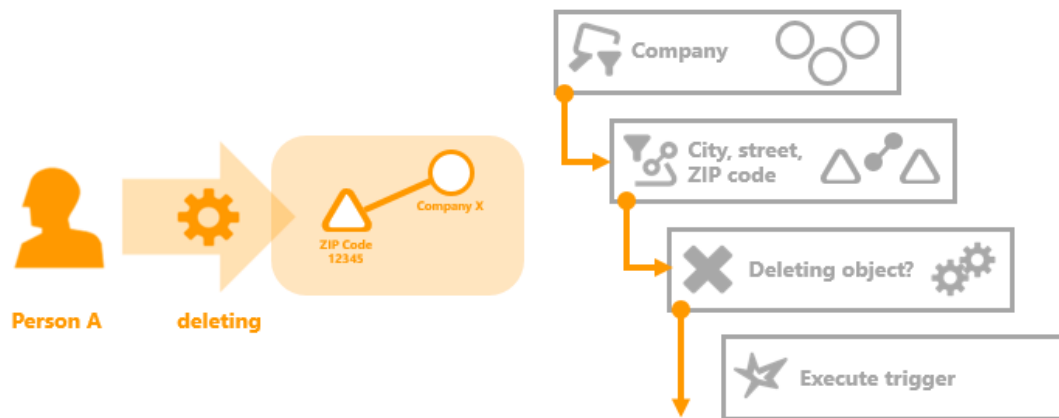 Company
City, street,
ZIP code
Company X
ZIP Code
12345
Deleting object?
Person A
deleting
Execute trigger